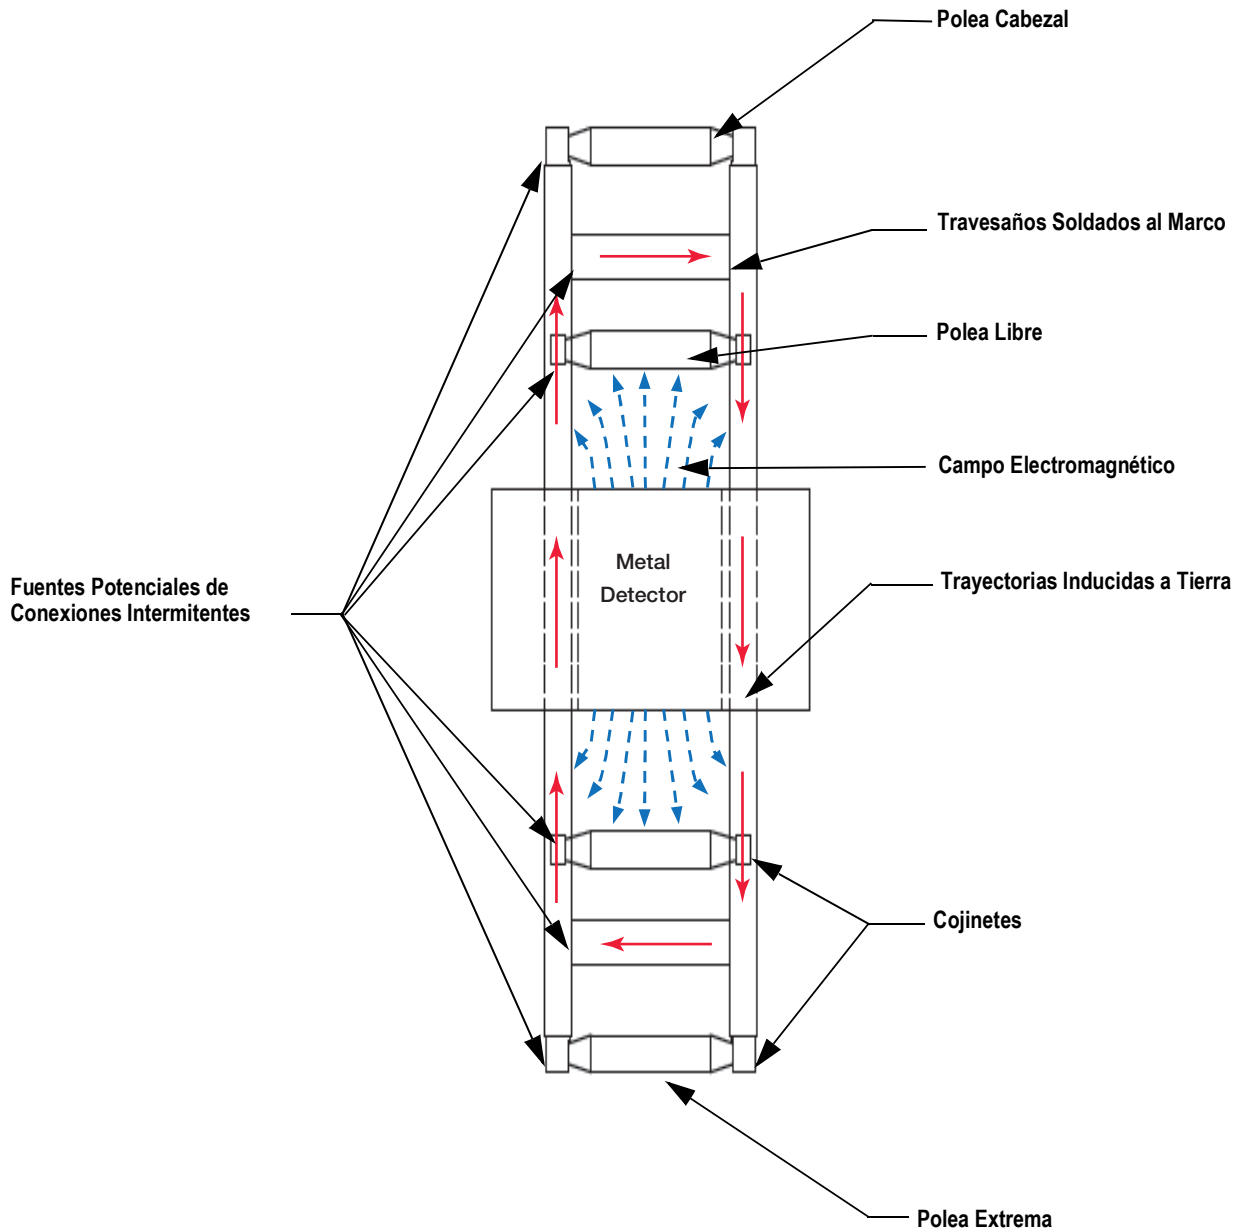 Polea Cabezal
Travesaños Soldados al Marco
Polea Libre
Campo Electromagnético
Metal
Detector
Trayectorias Inducidas a Tierra
Fuentes Potenciales de
Conexiones Intermitentes
Cojinetes
Polea Extrema